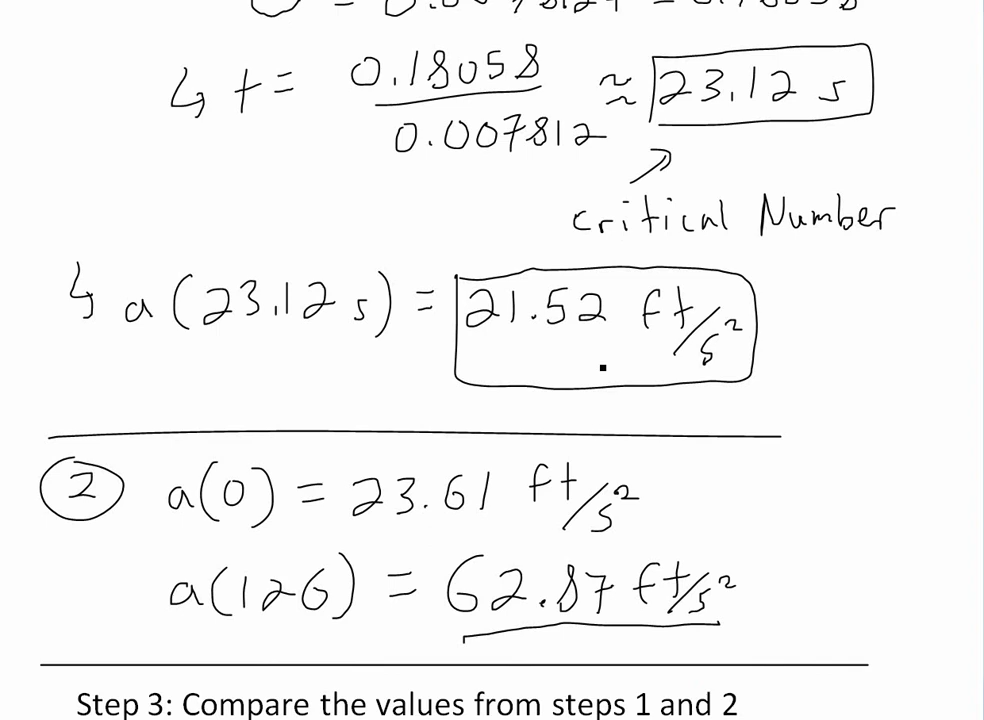 ↳ t = 0.18058 / 0.007812 ≈ 23.12 s
critical Number
↳ a(23.12 s) = 21.52 ft/s²
② a(0) = 23.61 ft/s²
a(126) = 62.87 ft/s²
Step 3: Compare the values from steps 1 and 2